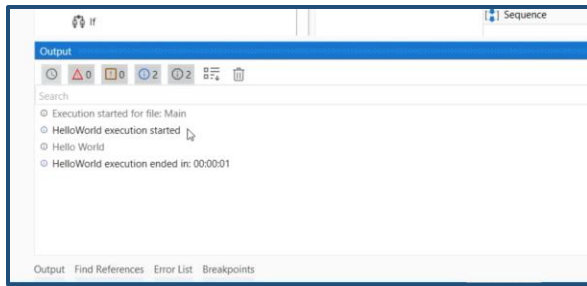 If
Sequence
Output
0 0 2 2
Search
Execution started for file: Main
HelloWorld execution started
Hello World
HelloWorld execution ended in: 00:00:01
Output Find References Error List Breakpoints